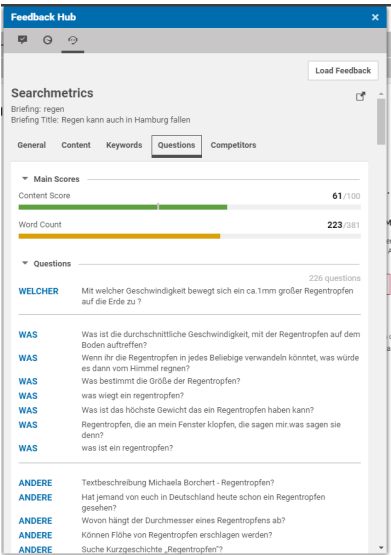 Feedback Hub
Load Feedback
Searchmetrics
Briefing: regen
Briefing Title: Regen kann auch in Hamburg fallen
General Content Keywords Questions Competitors
Main Scores
Content Score 61/100
Word Count 223/381
Questions
226 questions
WELCHER Mit welcher Geschwindigkeit bewegt sich ein ca.1mm großer Regentropfen
auf die Erde zu ?
WAS Was ist die durchschnittliche Geschwindigkeit, mit der Regentropfen auf dem
Boden auftreffen?
WAS Wenn ihr die Regentropfen in jedes Beliebige verwandeln könntet, was würde
es dann vom Himmel regnen?
WAS Was bestimmt die Größe der Regentropfen?
WAS was wiegt ein regentropfen?
WAS Was ist das höchste Gewicht das ein Regentropfen haben kann?
WAS Regentropfen, die an mein Fenster klopfen, die sagen mir.was sagen sie
denn?
WAS was ist ein regentropfen?
ANDERE Textbeschreibung Michaela Borchert - Regentropfen?
ANDERE Hat jemand von euch in Deutschland heute schon ein Regentropfen
gesehen?
ANDERE Wovon hängt der Durchmesser eines Regentropfens ab?
ANDERE Können Flöhe von Regentropfen erschlagen werden?
ANDERE Suche Kurzgeschichte „Regentropfen"?